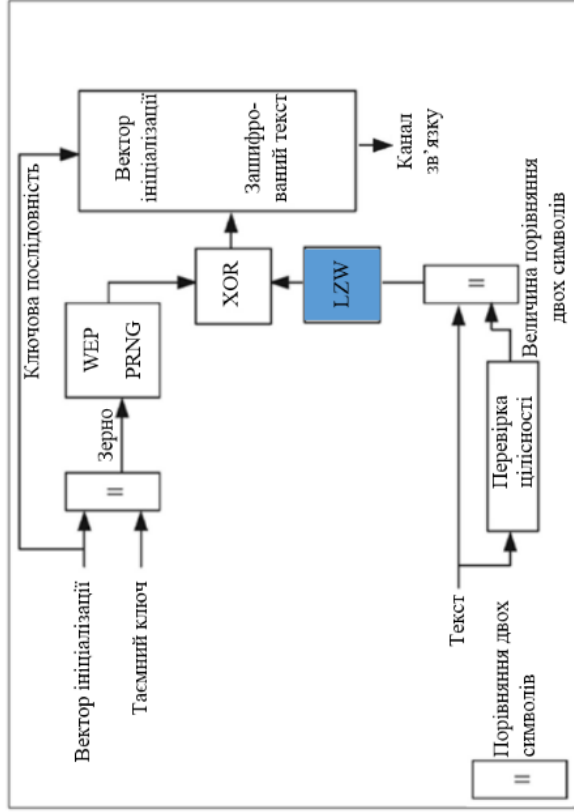 Ключова послідовність
Вектор ініціалізації
Таємний ключ
=
Зерно
WEP
PRNG
XOR
Вектор
ініціалізації
Зашифро-
ваний текст
Канал
зв’язку
LZW
=
Текст
Перевірка
цілісності
Величина порівняння
двох символів
=
Порівняння двох
символів